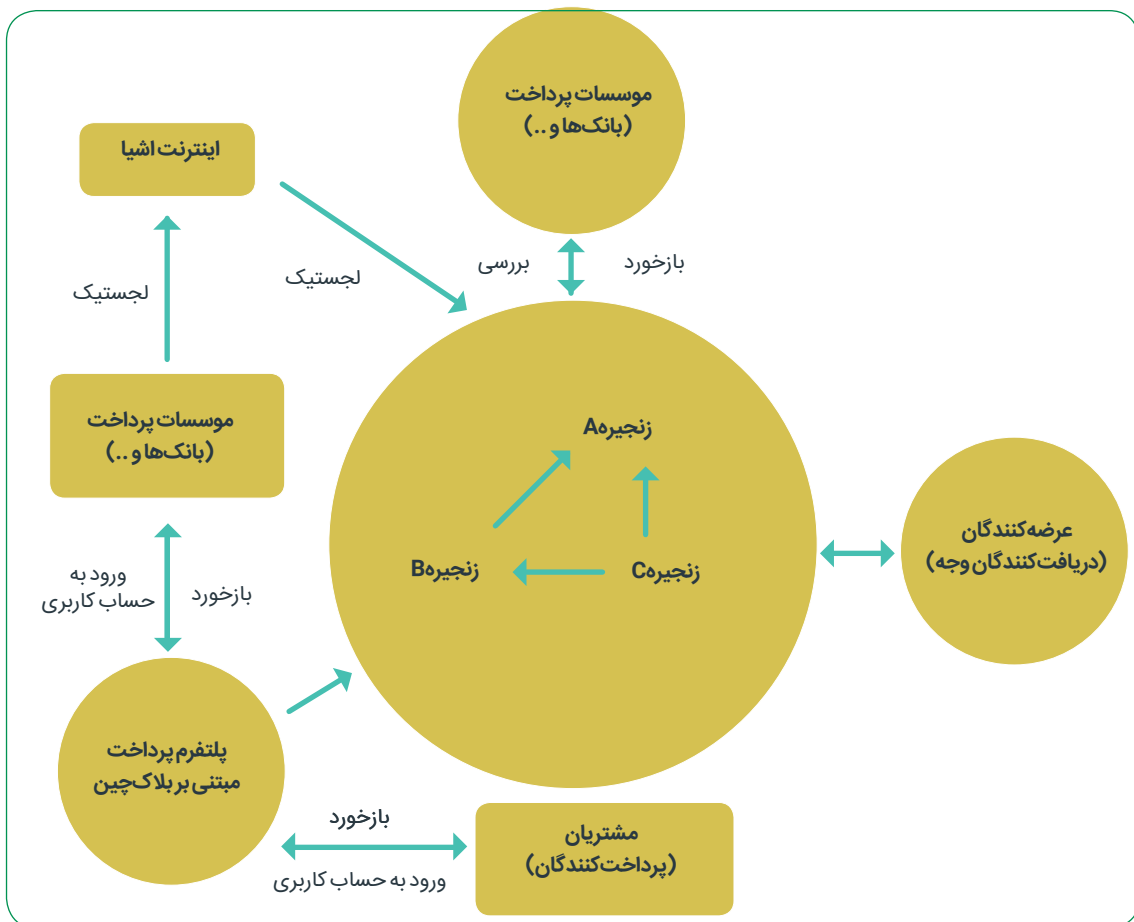 موسسات پرداخت
(بانک‌ها و ..)
اینترنت اشیا
بررسی
بازخورد
لجستیک
لجستیک
موسسات پرداخت
(بانک‌ها و ..)
زنجیرهA
زنجیرهB
زنجیرهC
عرضه‌کنندگان
(دریافت‌کنندگان وجه)
ورود به
حساب کاربری
بازخورد
پلتفرم پرداخت
مبتنی بر بلاک‌چین
بازخورد
ورود به حساب کاربری
مشتریان
(پرداخت‌کنندگان)